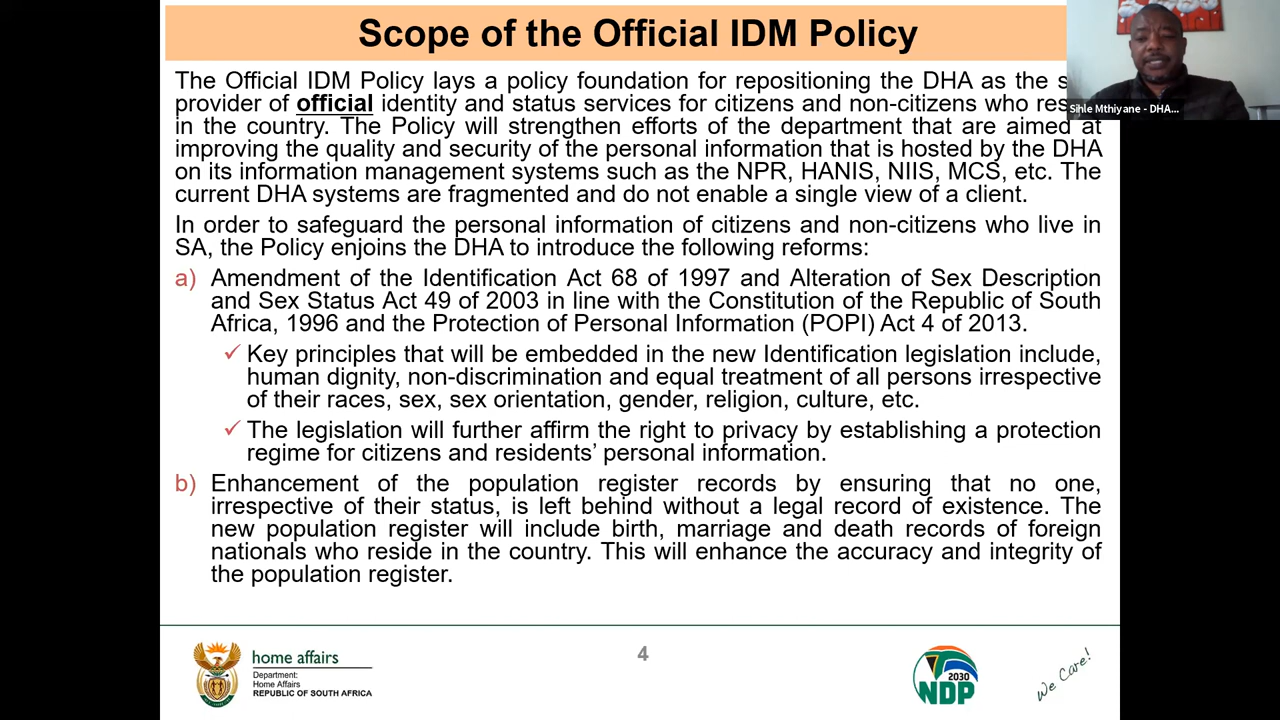 Scope of the Official IDM Policy
The Official IDM Policy lays a policy foundation for repositioning the DHA as the s
provider of official identity and status services for citizens and non-citizens who res
in the country. The Policy will strengthen efforts of the department that are aimed at
improving the quality and security of the personal information that is hosted by the DHA
on its information management systems such as the NPR, HANIS, NIIS, MCS, etc. The
current DHA systems are fragmented and do not enable a single view of a client.
In order to safeguard the personal information of citizens and non-citizens who live in
SA, the Policy enjoins the DHA to introduce the following reforms:
a) Amendment of the Identification Act 68 of 1997 and Alteration of Sex Description
and Sex Status Act 49 of 2003 in line with the Constitution of the Republic of South
Africa, 1996 and the Protection of Personal Information (POPI) Act 4 of 2013.
✓ Key principles that will be embedded in the new Identification legislation include,
human dignity, non-discrimination and equal treatment of all persons irrespective
of their races, sex, sex orientation, gender, religion, culture, etc.
✓ The legislation will further affirm the right to privacy by establishing a protection
regime for citizens and residents' personal information.
b) Enhancement of the population register records by ensuring that no one,
irrespective of their status, is left behind without a legal record of existence. The
new population register will include birth, marriage and death records of foreign
nationals who reside in the country. This will enhance the accuracy and integrity of
the population register.
Sihle Mthiyane - DHA...
home affairs
Department:
Home Affairs
REPUBLIC OF SOUTH AFRICA
4
2030
NDP
We Care!